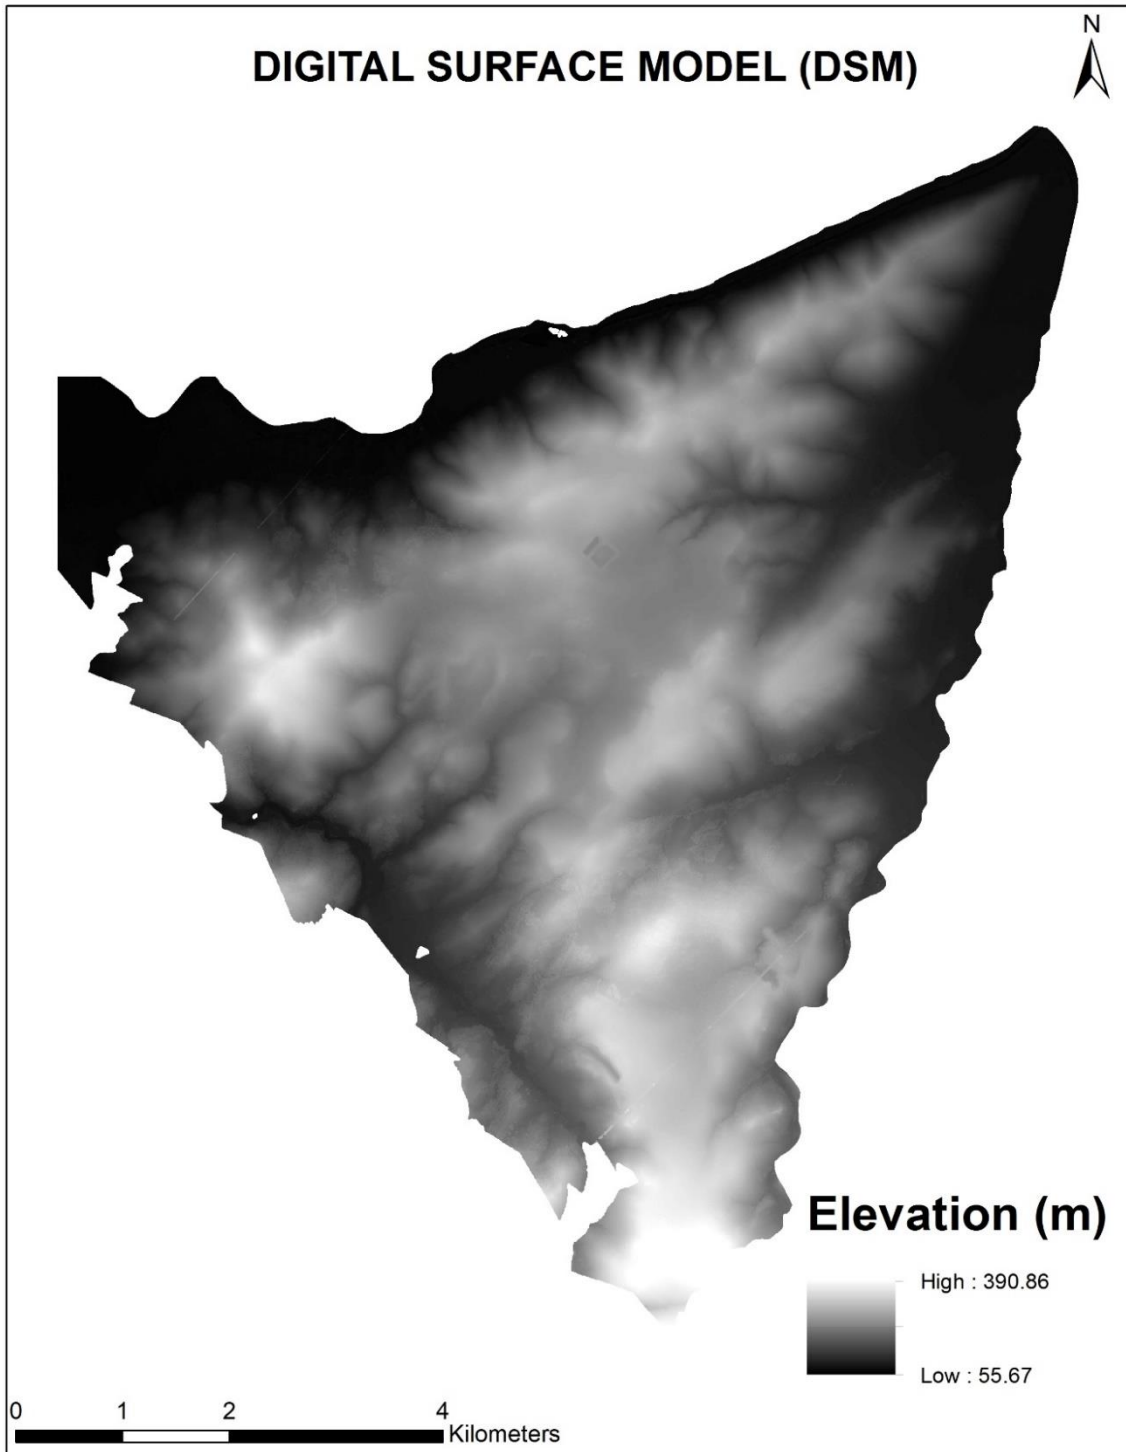 N
DIGITAL SURFACE MODEL (DSM)
Elevation (m)
High : 390.86
Low : 55.67
0 1 2 4
Kilometers